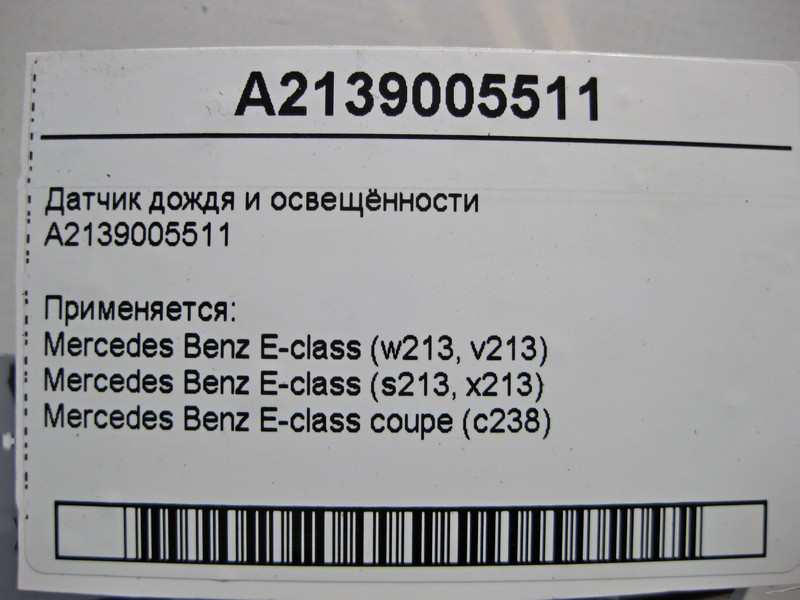 A2139005511
Датчик дождя и освещённости
A2139005511
Применяется:
Mercedes Benz E-class (w213, v213)
Mercedes Benz E-class (s213, x213)
Mercedes Benz E-class coupe (c238)